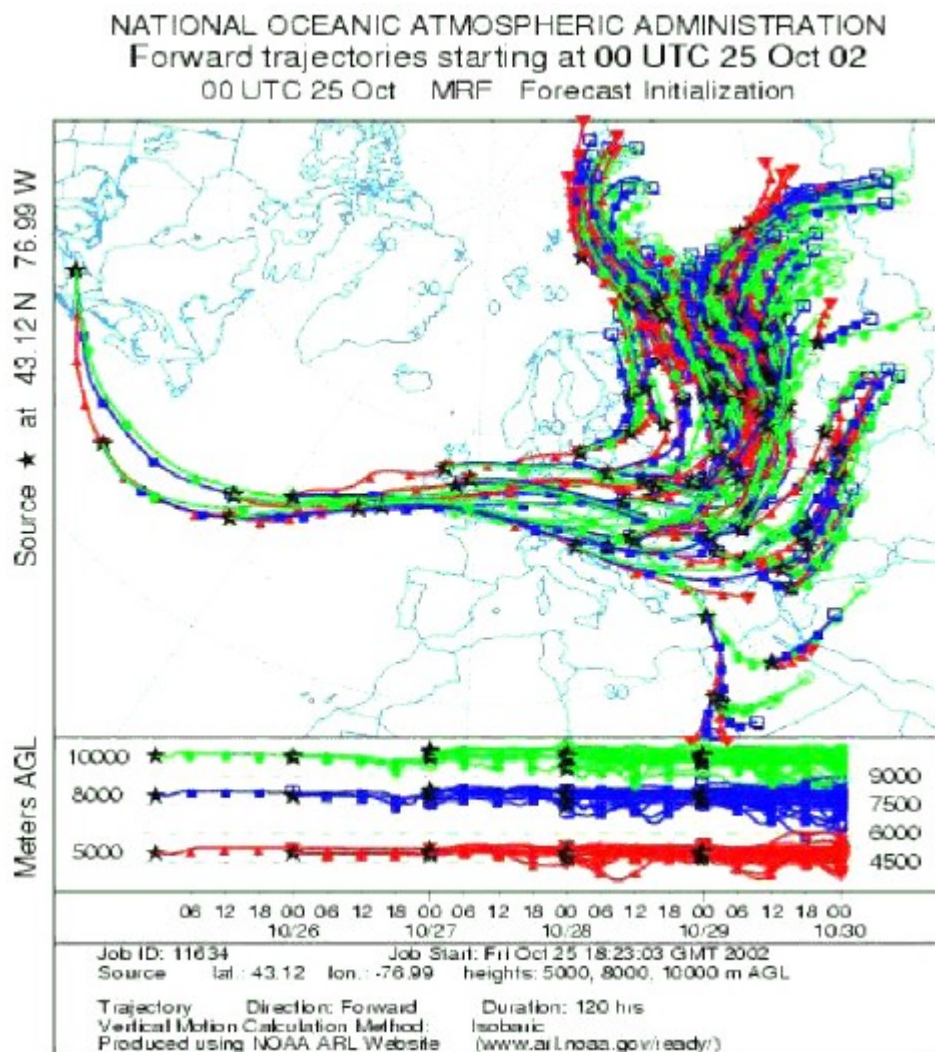 NATIONAL OCEANIC ATMOSPHERIC ADMINISTRATION
Forward trajectories starting at 00 UTC 25 Oct 02
00 UTC 25 Oct MRF Forecast Initialization
Source ★ at 43.12 N 76.99 W
30
0
30
60
30
Meters AGL
10000
8000
5000
9000
7500
6000
4500
06 12 18 00 06 12 18 00 06 12 18 00 06 12 18 00 06 12 18 00
10/26 10/27 10/28 10/29 10/30
Job ID: 11634 Job Start: Fri Oct 25 18:23:03 GMT 2002
Source lat.: 43.12 lon.: -76.99 heights: 5000, 8000, 10000 m AGL
Trajectory Direction: Forward Duration: 120 hrs
Vertical Motion Calculation Method: Isobaric
Produced using NOAA ARL Website (www.arl.noaa.gov/ready/)